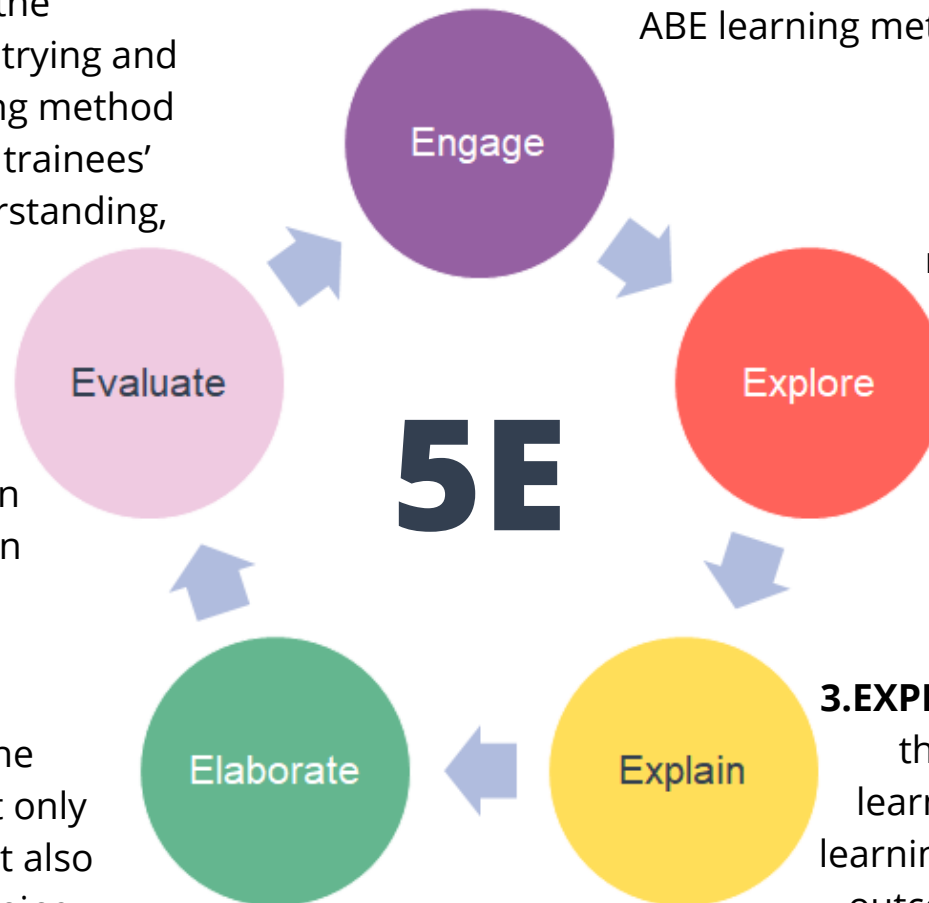 the
trying and
ng method
trainees’
rstanding,
ABE learning met
Engage
Evaluate
Explore
5E
n
n
Elaborate
Explain
he
t only
t also
3.EXP
th
learn
learnin